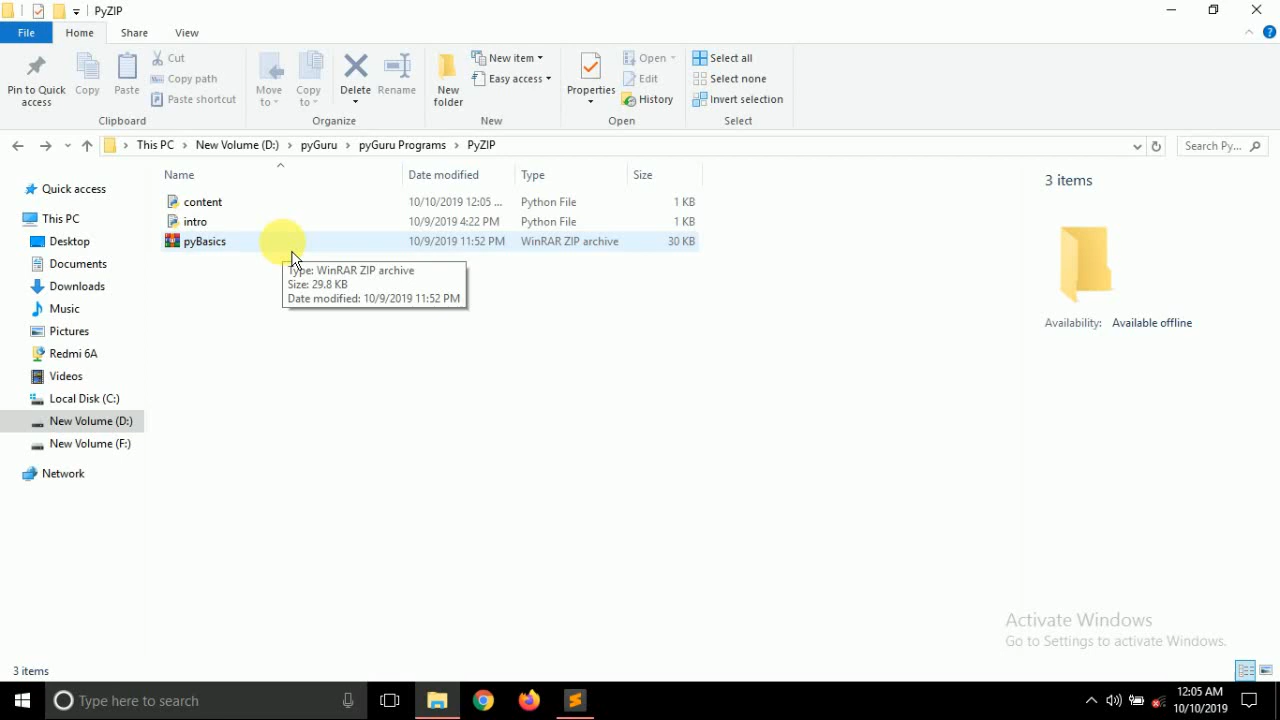 PyZIP
File Home Share View
Pin to Quick access
Copy
Paste
Cut
Copy path
Paste shortcut
Clipboard
Move to
Copy to
Delete
Rename
Organize
New folder
New item
Easy access
New
Properties
Open
Edit
History
Open
Select all
Select none
Invert selection
Select
This PC > New Volume (D:) > pyGuru > pyGuru Programs > PyZIP
Search Py...
Quick access
This PC
Desktop
Documents
Downloads
Music
Pictures
Redmi 6A
Videos
Local Disk (C:)
New Volume (D:)
New Volume (F:)
Network
Name Date modified Type Size
content 10/10/2019 12:05 ... Python File 1 KB
intro 10/9/2019 4:22 PM Python File 1 KB
pyBasics 10/9/2019 11:52 PM WinRAR ZIP archive 30 KB
Type: WinRAR ZIP archive
Size: 29.8 KB
Date modified: 10/9/2019 11:52 PM
3 items
Availability: Available offline
Activate Windows
Go to Settings to activate Windows.
3 items
Type here to search
12:05 AM
10/10/2019